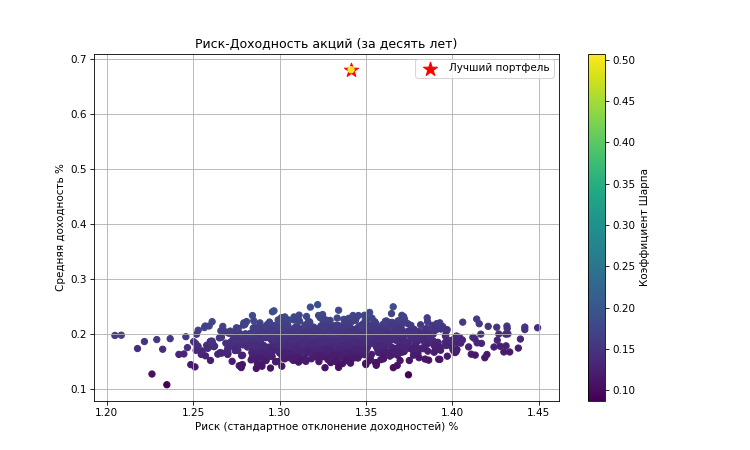 Риск-Доходность акций (за десять лет)
Лучший портфель
Средняя доходность %
0.7
0.6
0.5
0.4
0.3
0.2
0.1
1.20 1.25 1.30 1.35 1.40 1.45
Риск (стандартное отклонение доходностей) %
0.50
0.45
0.40
0.35
0.30
0.25
0.20
0.15
0.10
Коэффициент Шарпа